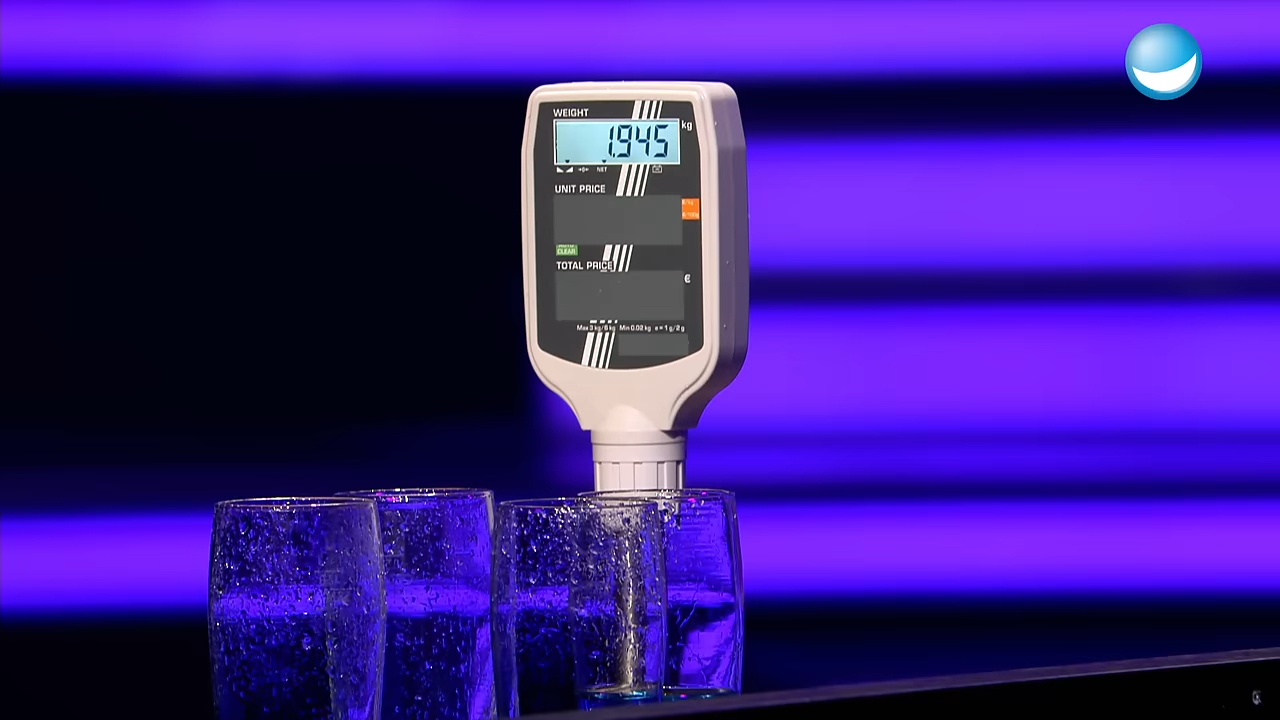 WEIGHT
1.945 kg
→0← NET
UNIT PRICE
CLEAR
TOTAL PRICE
€
Max 3 kg/6 kg Min 0.02 kg e = 1 g/2 g